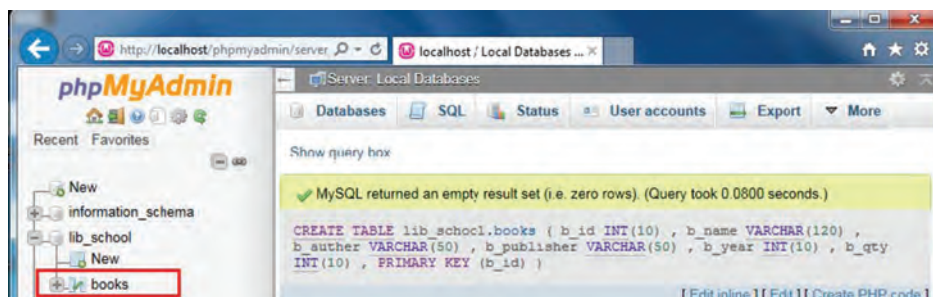 http://localhost/phpmyadmin/server
localhost / Local Databases ...
phpMyAdmin
Recent Favorites
New
information_schema
lib_school
New
books
Server: Local Databases
Databases SQL Status User accounts Export More
Show query box
MySQL returned an empty result set (i.e. zero rows). (Query took 0.0800 seconds.)
CREATE TABLE lib_school.books ( b_id INT(10) , b_name VARCHAR(120) ,
b_auther VARCHAR(50) , b_publisher VARCHAR(50) , b_year INT(10) , b_qty
INT(10) , PRIMARY KEY (b_id) )
[ Edit inline ] [ Edit ] [ Create PHP code ]